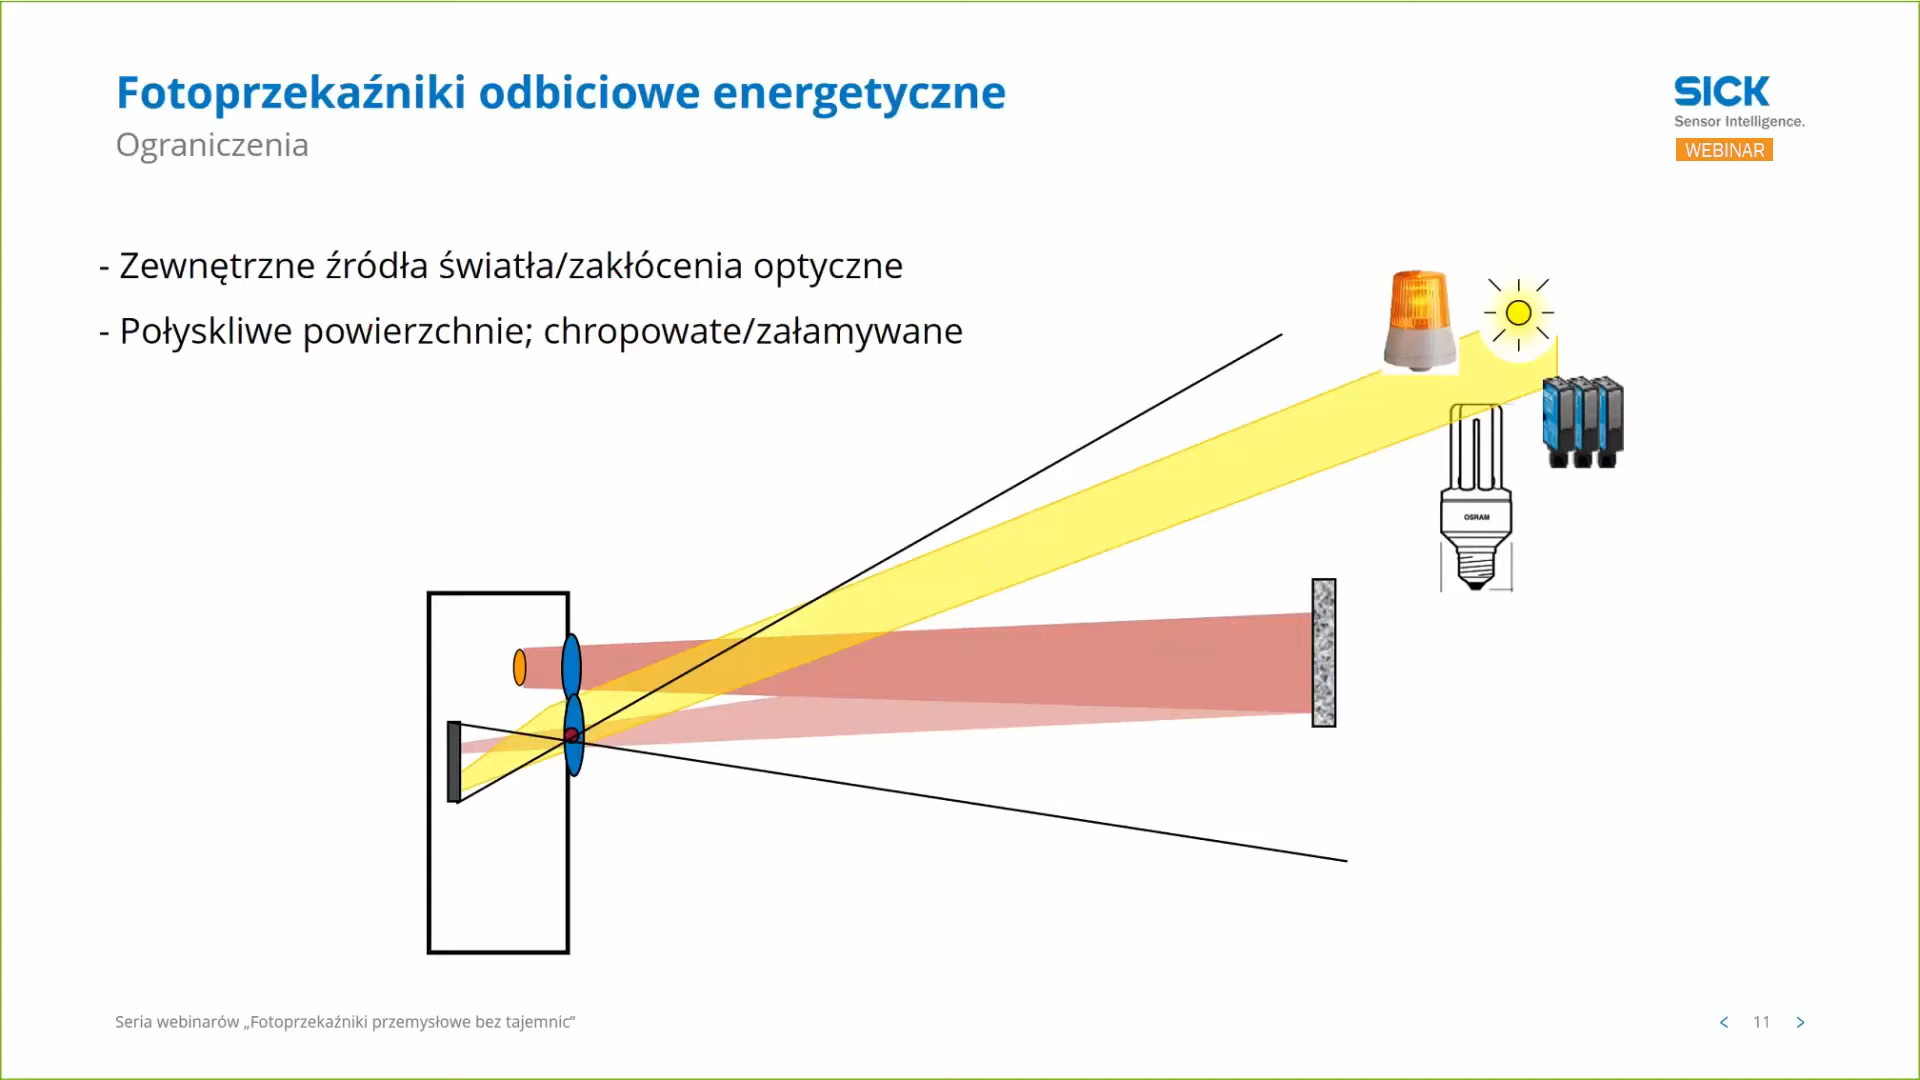 Fotoprzekaźniki odbiciowe energetyczne
Ograniczenia
SICK
Sensor Intelligence.
WEBINAR
- Zewnętrzne źródła światła/zakłócenia optyczne
- Połyskliwe powierzchnie; chropowate/załamywane
OSRAM
Seria webinarów „Fotoprzekaźniki przemysłowe bez tajemnic”
< 11 >